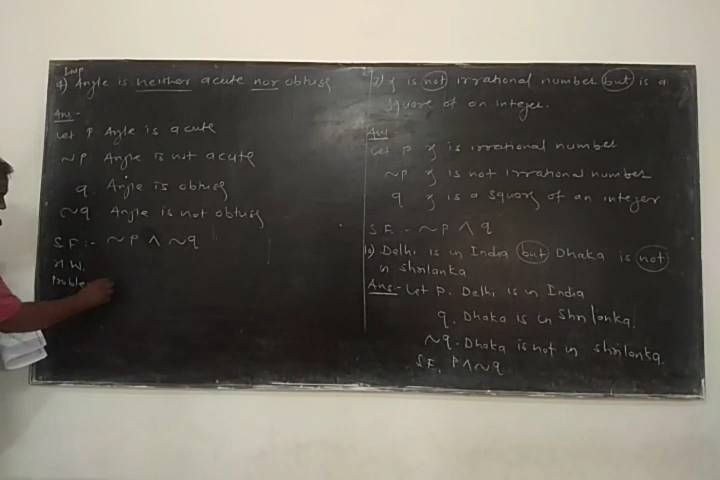 Imp
4) Angle is neither acute nor obtuse
Ans:-
Let P Angle is acute
~P Angle is not acute
q. Angle is obtuse
~q. Angle is not obtuse
S.F:- ~P ∧ ~q
H W.
Proble
is not irrational number but is a
square of an integer.
Ans
Let P is irrational number
~P is not irrational number
q is a square of an integer
S.F.- ~P ∧ q
10) Delhi is in India but Dhaka is not
in shrilanka
Ans:- Let P. Delhi is in India
q. Dhaka is in Shrilanka.
~q. Dhaka is not in shrilanka.
S.F. P∧~q